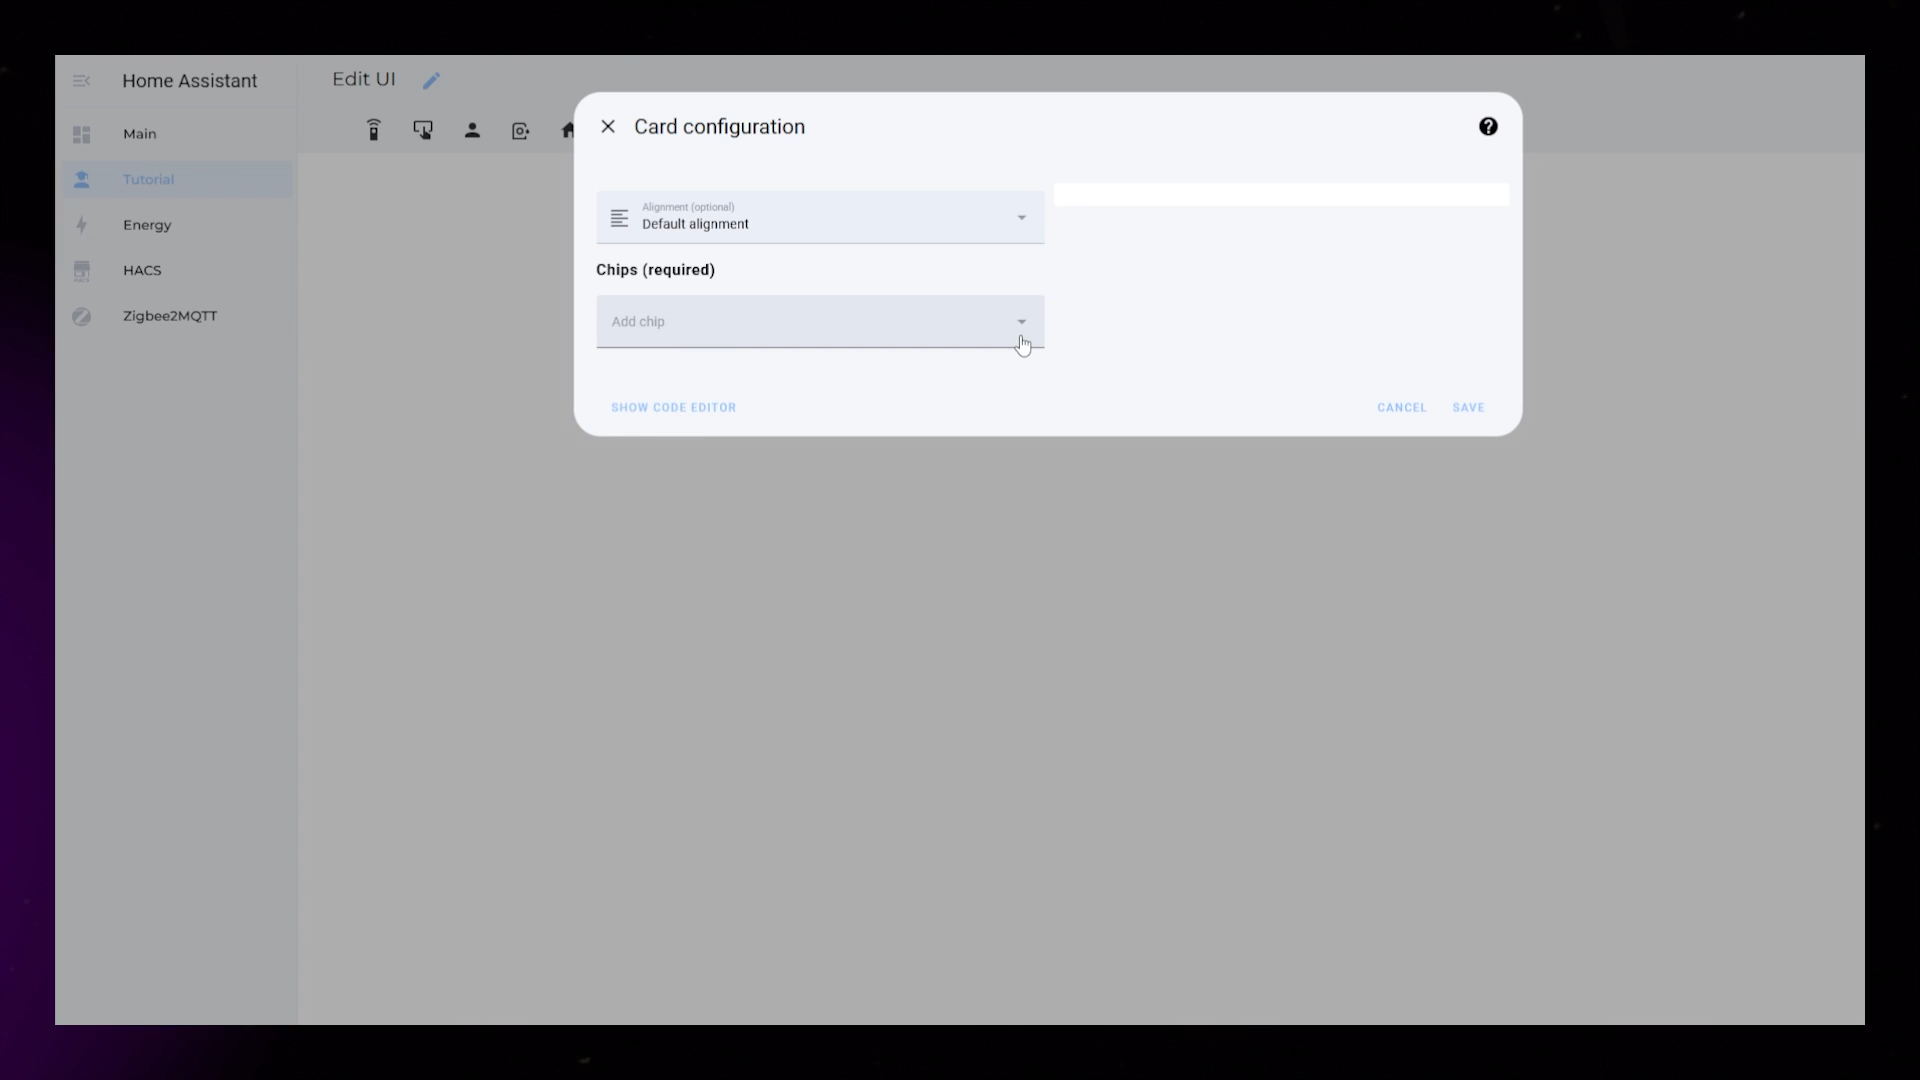 Home Assistant
Edit UI
Main
Tutorial
Energy
HACS
Zigbee2MQTT
Card configuration
Alignment (optional)
Default alignment
Chips (required)
Add chip
SHOW CODE EDITOR
CANCEL
SAVE